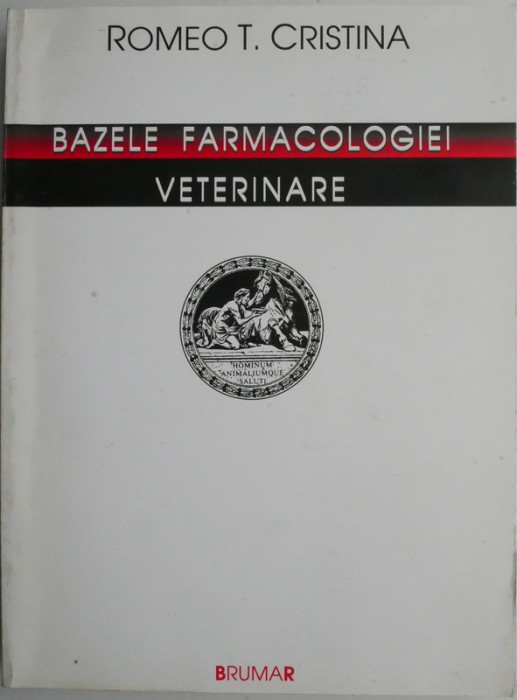 ROMEO T. CRISTINA
BAZELE FARMACOLOGIEI
VETERINARE
HOMINUM
ANIMALIUMQUE
SALUTI
BRUMAR